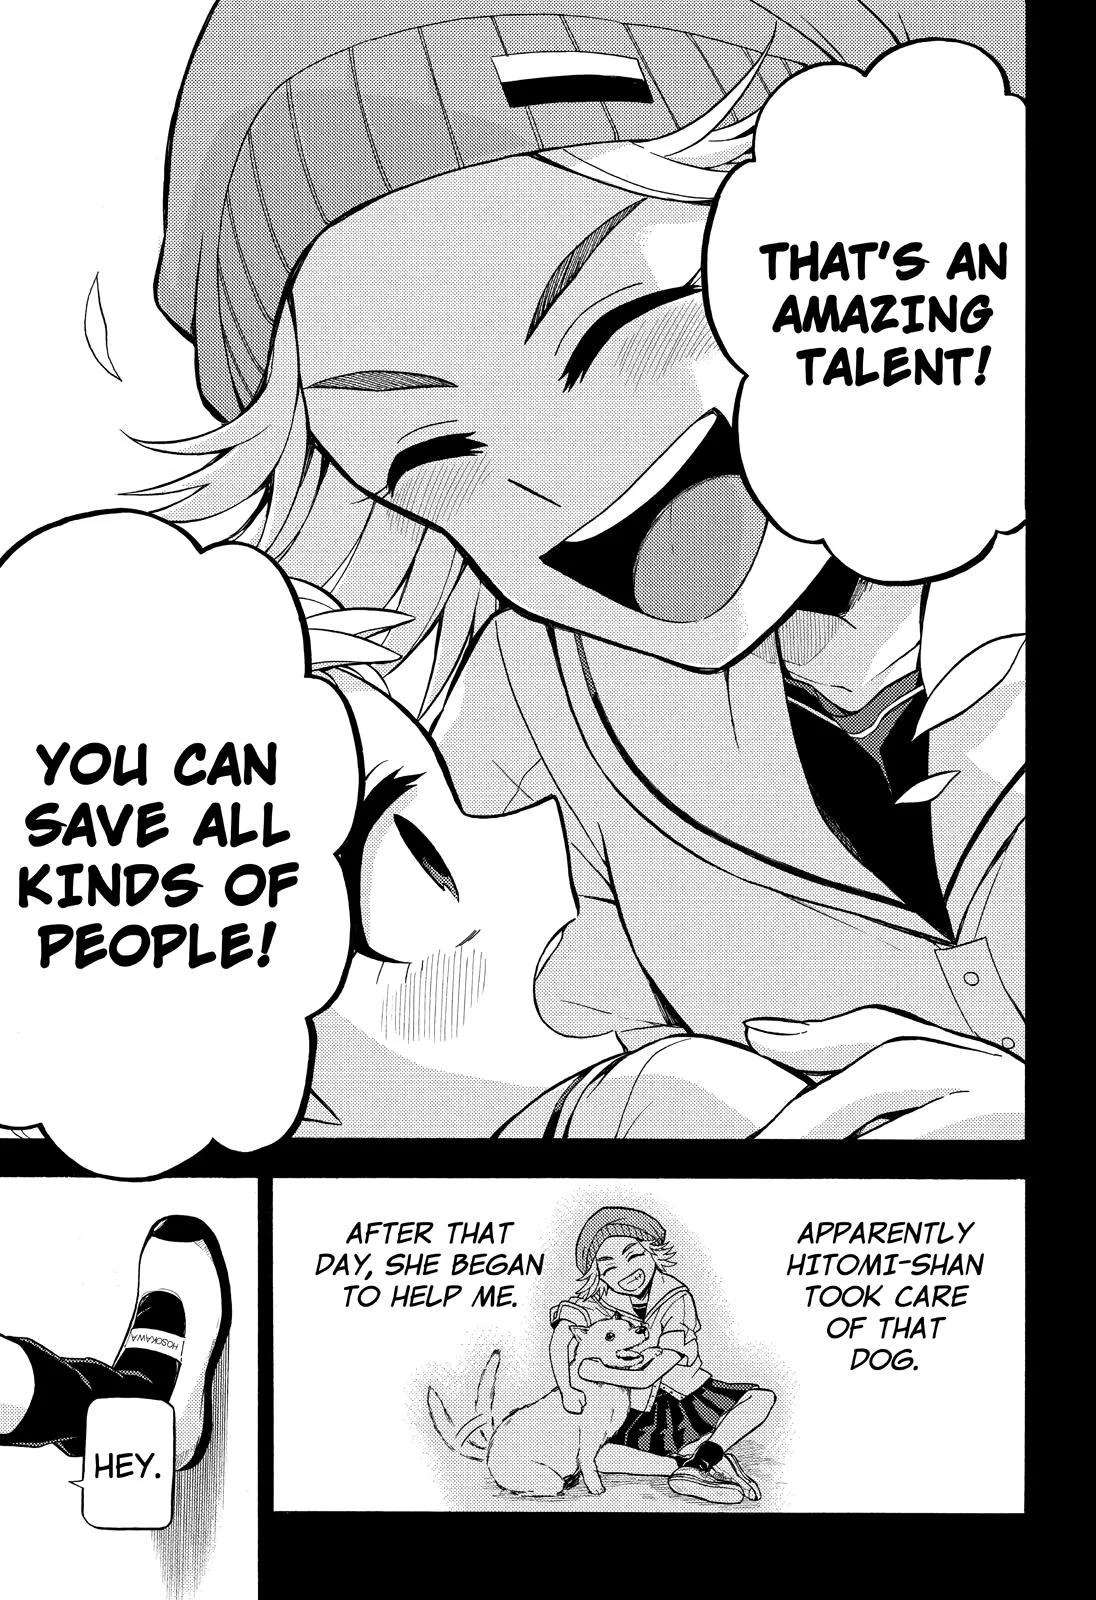 THAT'S AN
AMAZING
TALENT!
YOU CAN
SAVE ALL
KINDS OF
PEOPLE!
APPARENTLY
HITOMI-SHAN
TOOK CARE
OF THAT
DOG.
AFTER THAT
DAY, SHE BEGAN
TO HELP ME.
HOSOKAWA
HEY.